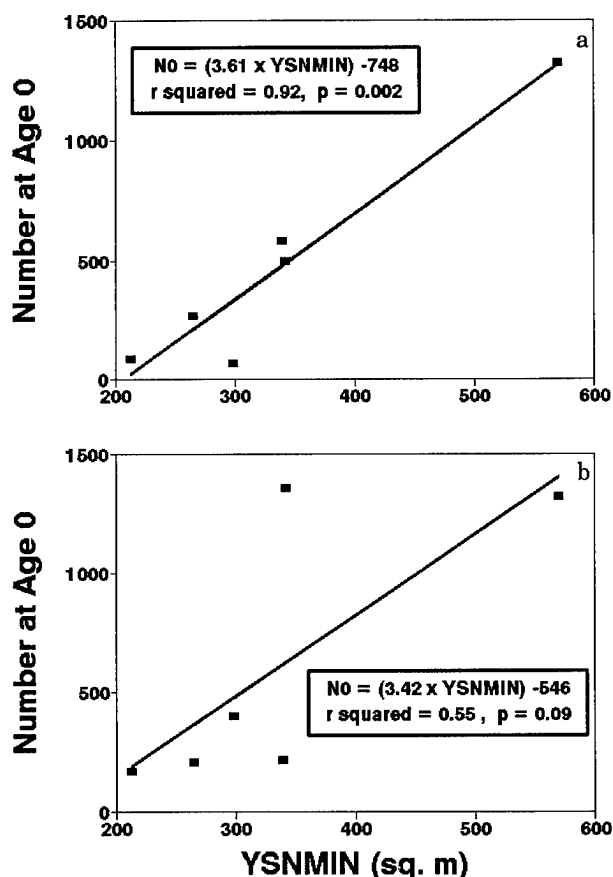 1500
a
N0 = (3.61 x YSNMIN) -748
r squared = 0.92, p = 0.002
1000
Number at Age 0
500
0
200 300 400 500 600
1500
b
1000
Number at Age 0
N0 = (3.42 x YSNMIN) -546
r squared = 0.55 , p = 0.09
500
0
200 300 400 500 600
YSNMIN (sq. m)